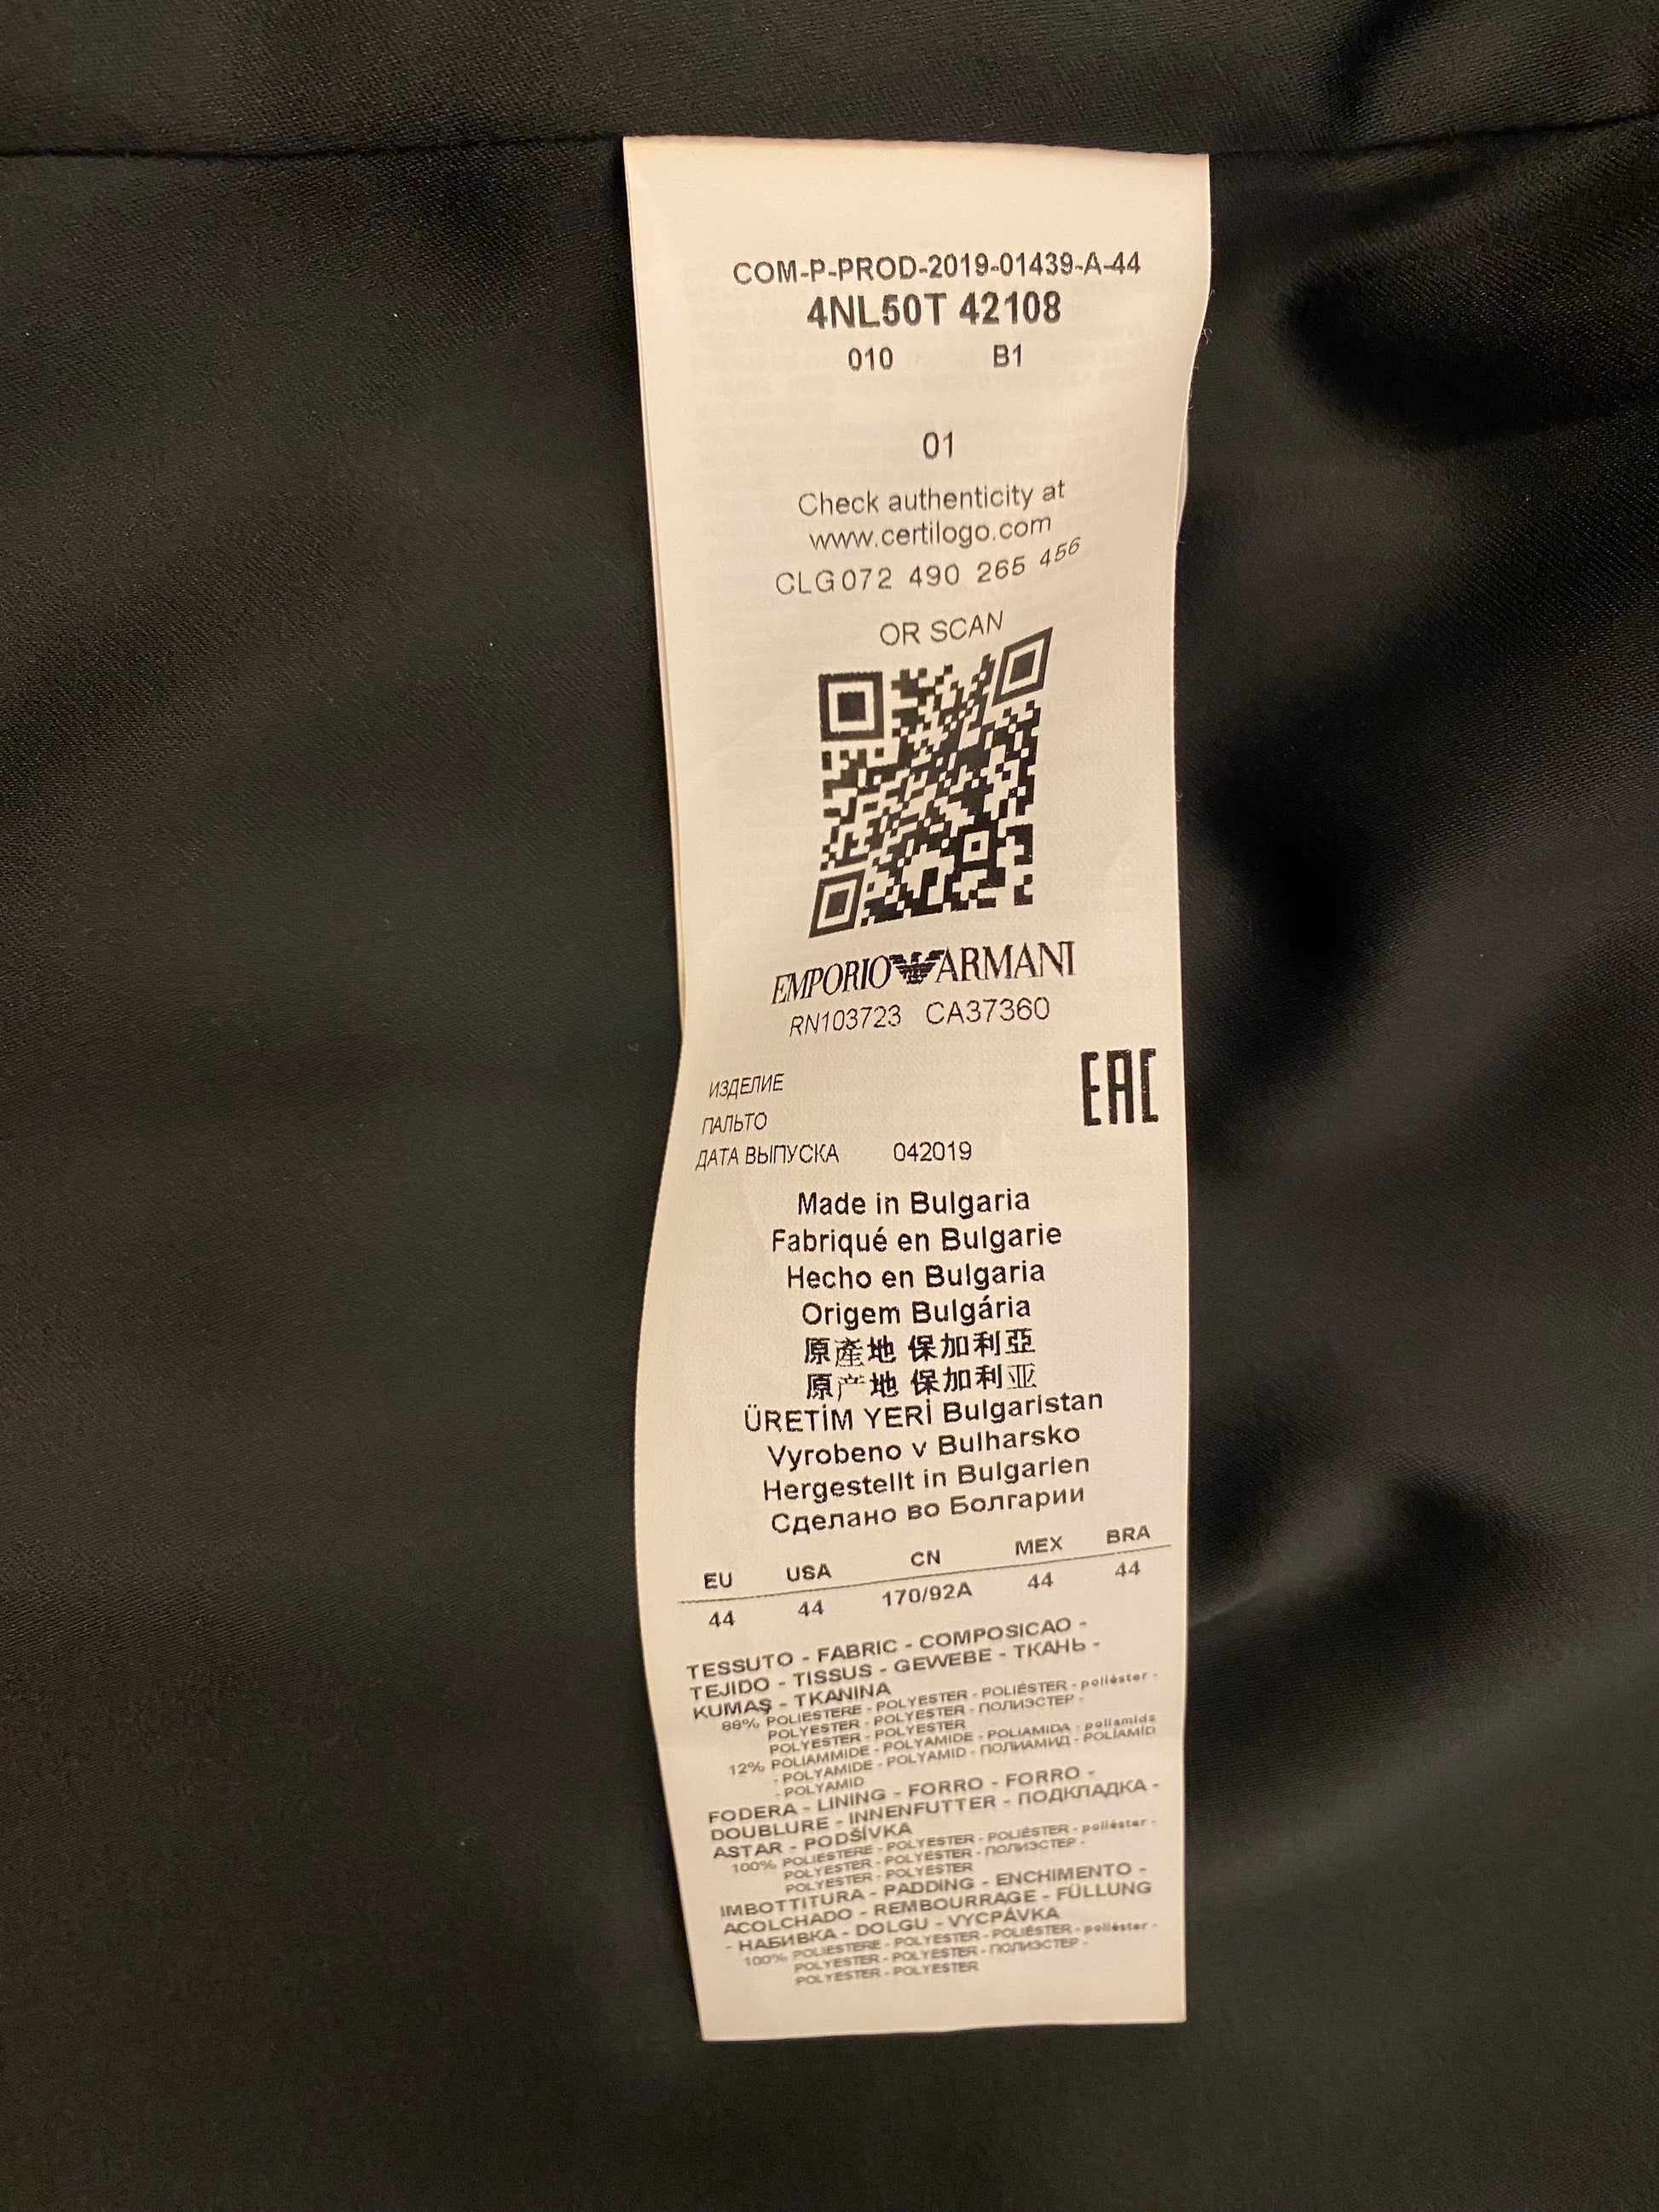 COM-P-PROD-2019-01439-A-44
4NL50T 42108
010 B1
01
Check authenticity at
www.certilogo.com
CLG072 490 265 456
OR SCAN
EMPORIO ARMANI
RN103723 CA37360
EAC
ИЗДЕЛИЕ
ПАЛЬТО
ДАТА ВЫПУСКА 042019
Made in Bulgaria
Fabriqué en Bulgarie
Hecho en Bulgaria
Origem Bulgária
原產地 保加利亞
原产地 保加利亚
ÜRETİM YERİ Bulgaristan
Vyrobeno v Bulharsko
Hergestellt in Bulgarien
Сделано во Болгарии
EU USA CN MEX BRA
44 44 170/92A 44 44
TESSUTO - FABRIC - COMPOSICAO -
TEJIDO - TISSUS - GEWEBE - ТКАНЬ -
KUMAŞ - TKANINA
88% POLIESTERE - POLYESTER - POLIÉSTER - poliéster -
POLYESTER - POLYESTER - ПОЛИЭСТЕР -
POLYESTER - POLYESTER
12% POLIAMMIDE - POLYAMIDE - POLIAMIDA - poliamida
- POLYAMIDE - POLYAMID - ПОЛИАМИД - POLİAMİD
- POLYAMID
FODERA - LINING - FORRO - FORRO -
DOUBLURE - INNENFUTTER - ПОДКЛАДКА -
ASTAR - PODŠÍVKA
100% POLIESTERE - POLYESTER - POLIÉSTER - poliéster -
POLYESTER - POLYESTER - ПОЛИЭСТЕР -
POLYESTER - POLYESTER
IMBOTTITURA - PADDING - ENCHIMENTO -
ACOLCHADO - REMBOURRAGE - FÜLLUNG
- НАБИВКА - DOLGU - VYCPÁVKA
100% POLIESTERE - POLYESTER - POLIÉSTER - poliéster -
POLYESTER - POLYESTER - ПОЛИЭСТЕР -
POLYESTER - POLYESTER